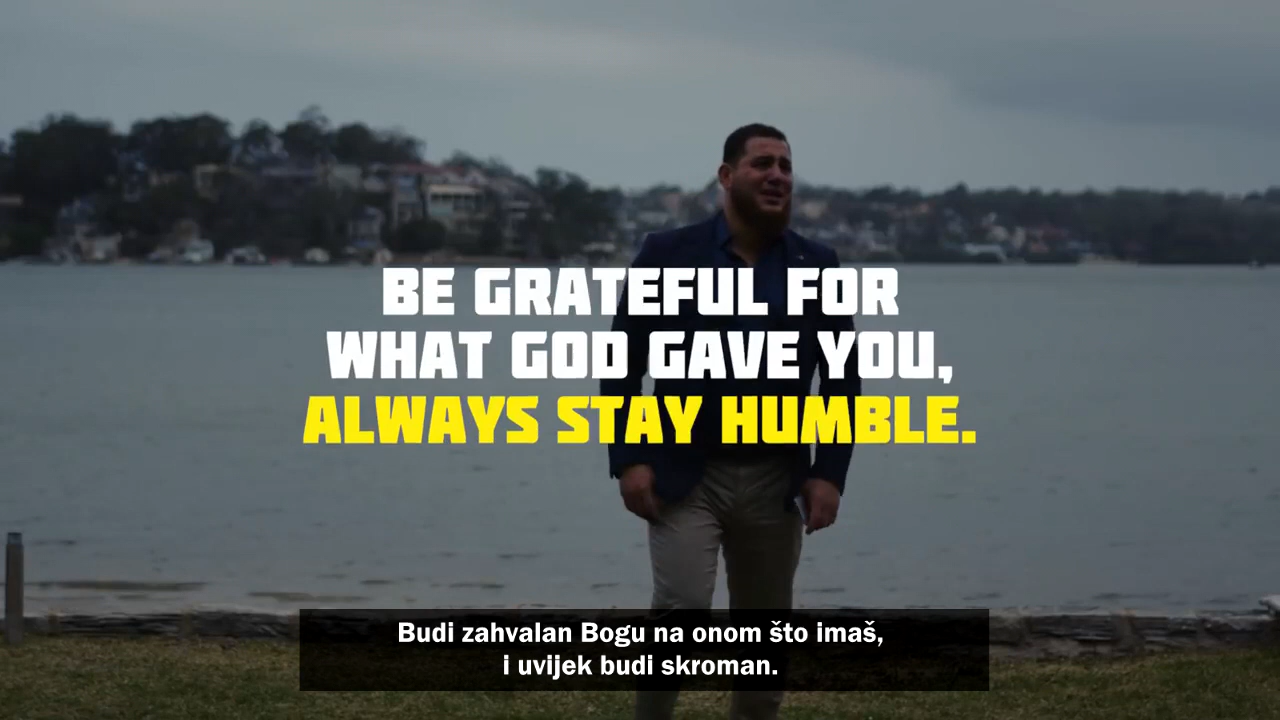 BE GRATEFUL FOR
WHAT GOD GAVE YOU,
ALWAYS STAY HUMBLE.
Budi zahvalan Bogu na onom što imaš,
i uvijek budi skroman.